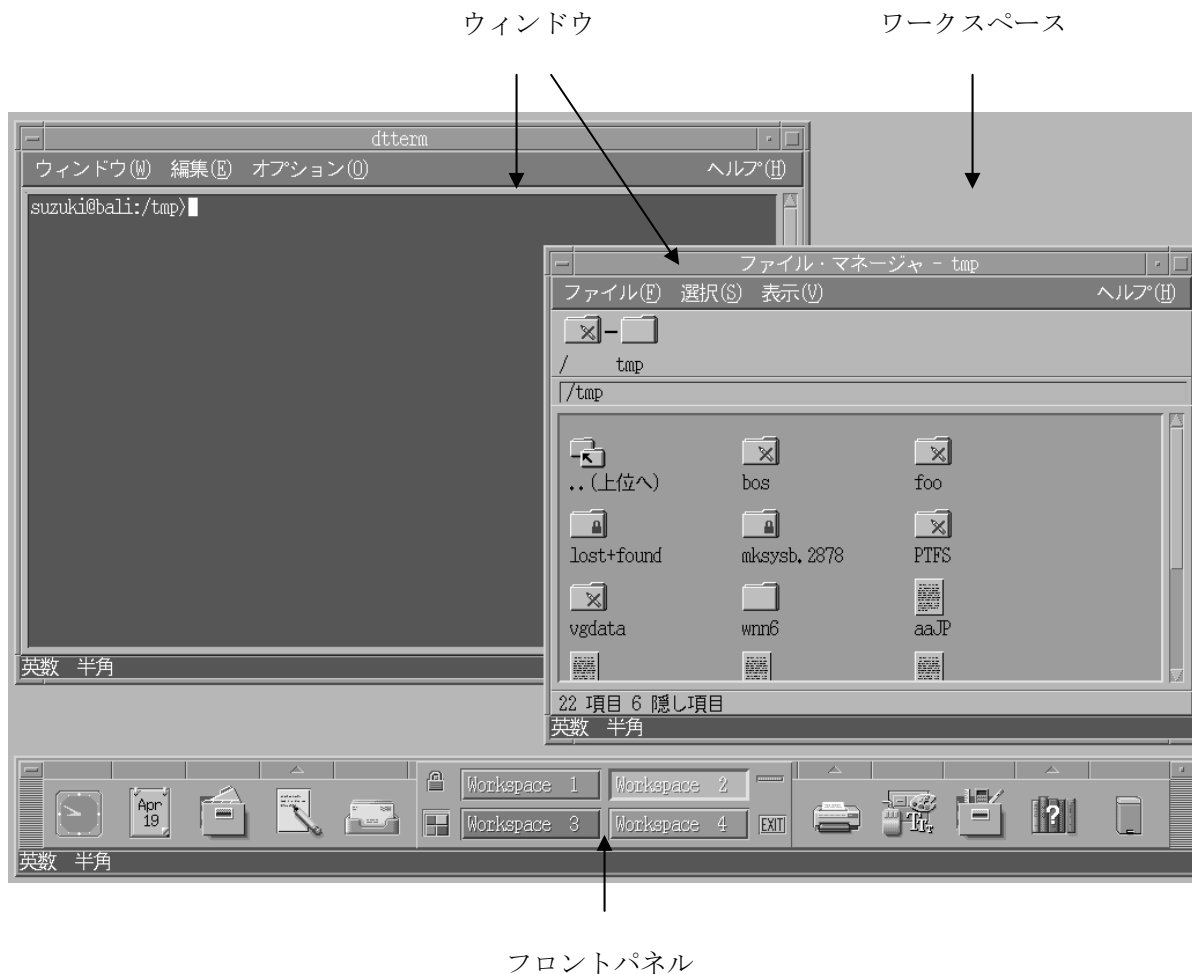 ウィンドウ ワークスペース
dtterm
ウィンドウ(W) 編集(E) オプション(O) ヘルプ(H)
suzuki@bali:/tmp>
ファイル・マネージャ - tmp
ファイル(F) 選択(S) 表示(V) ヘルプ(H)
/ tmp
/tmp
..(上位へ) bos foo
lost+found mksysb.2878 PTFS
vgdata wnn6 aaJP
22 項目 6 隠し項目
英数 半角
英数 半角
Workspace 1 Workspace 2
Apr
19
Workspace 3 Workspace 4 EXIT
英数 半角
フロントパネル